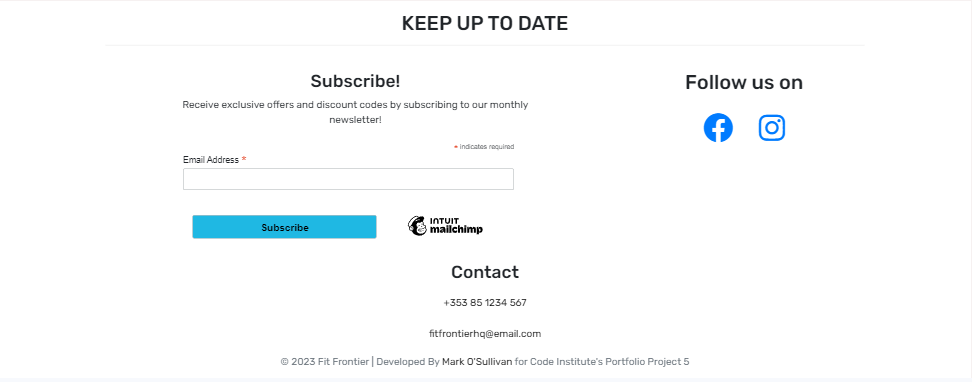 KEEP UP TO DATE
Subscribe!
Receive exclusive offers and discount codes by subscribing to our monthly
newsletter!
* indicates required
Email Address *
Subscribe
INTUIT
mailchimp
Follow us on
Contact
+353 85 1234 567
fitfrontierhq@email.com
© 2023 Fit Frontier | Developed By Mark O'Sullivan for Code Institute's Portfolio Project 5